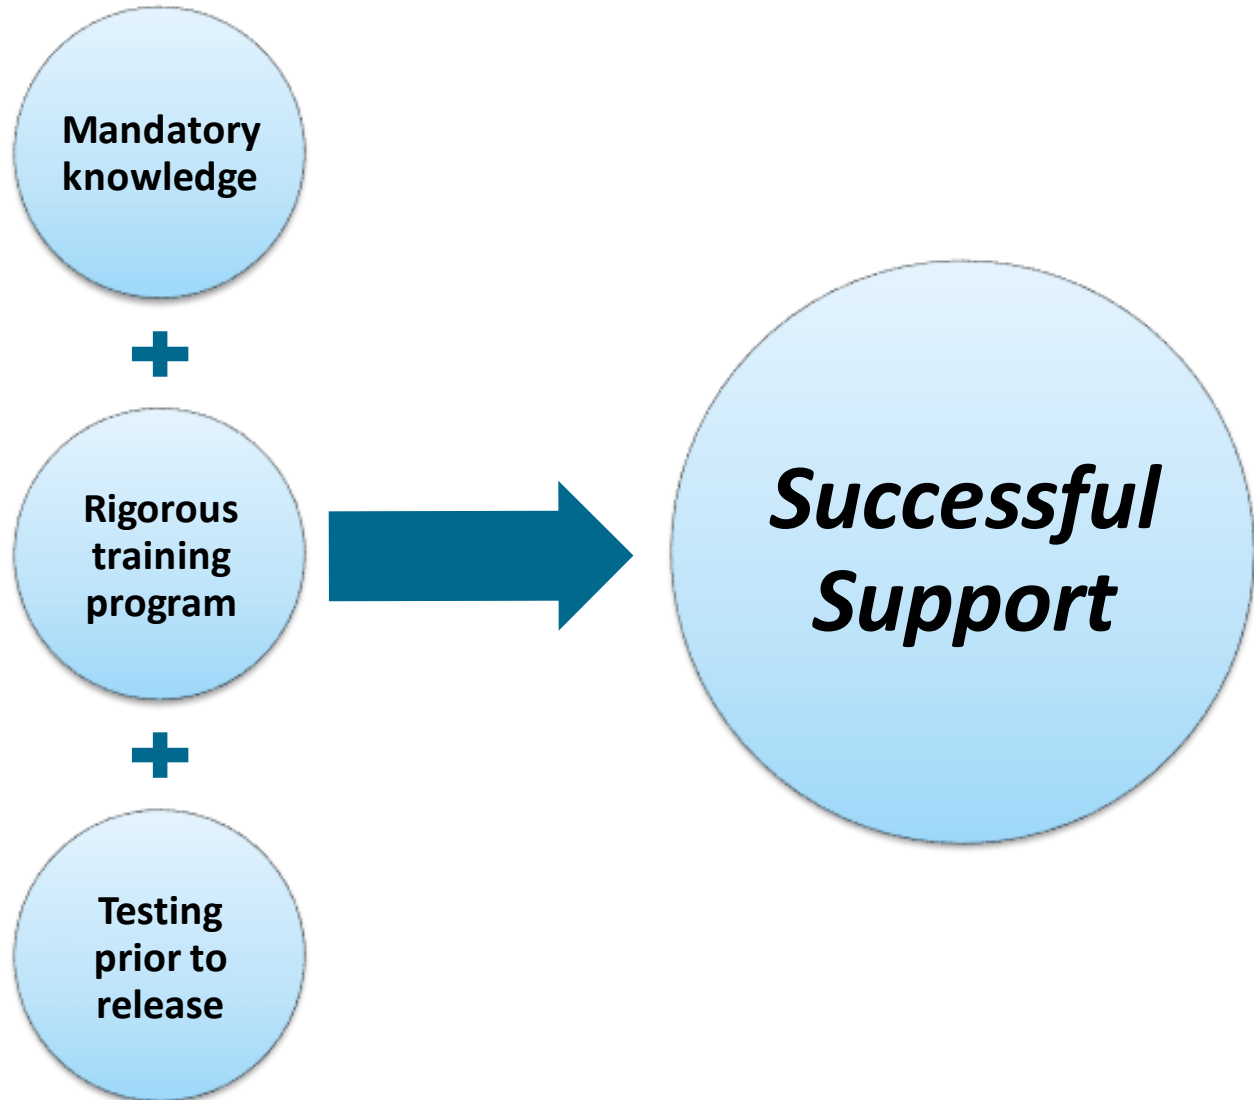 Mandatory
knowledge
Rigorous
training
program
Testing
prior to
release
Successful
Support